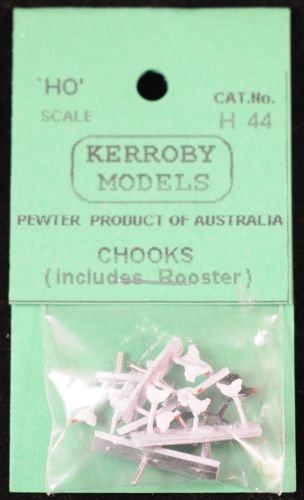 'HO'
SCALE
CAT.No.
H 44
KERROBY
MODELS
PEWTER PRODUCT OF AUSTRALIA
CHOOKS
(includes Rooster)